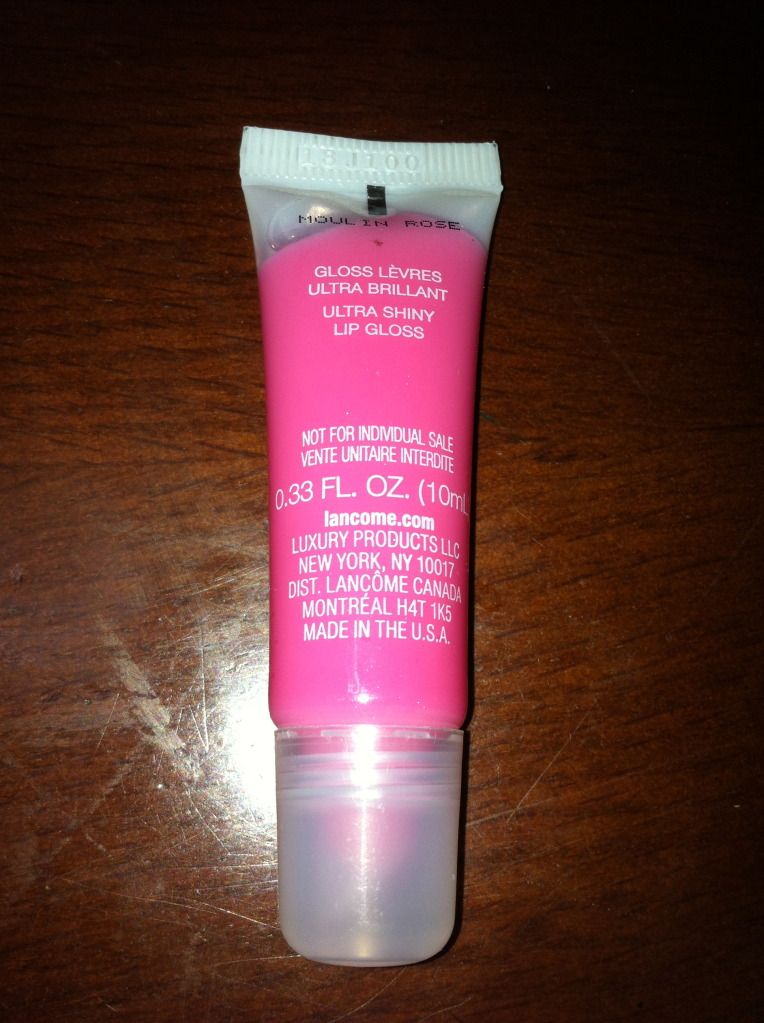 18J100
MOULIN ROSE
GLOSS LÈVRES
ULTRA BRILLANT
ULTRA SHINY
LIP GLOSS
NOT FOR INDIVIDUAL SALE
VENTE UNITAIRE INTERDITE
0.33 FL. OZ. (10mL
lancome.com
LUXURY PRODUCTS LLC
NEW YORK, NY 10017
DIST. LANCÔME CANADA
MONTRÉAL H4T 1K5
MADE IN THE U.S.A.